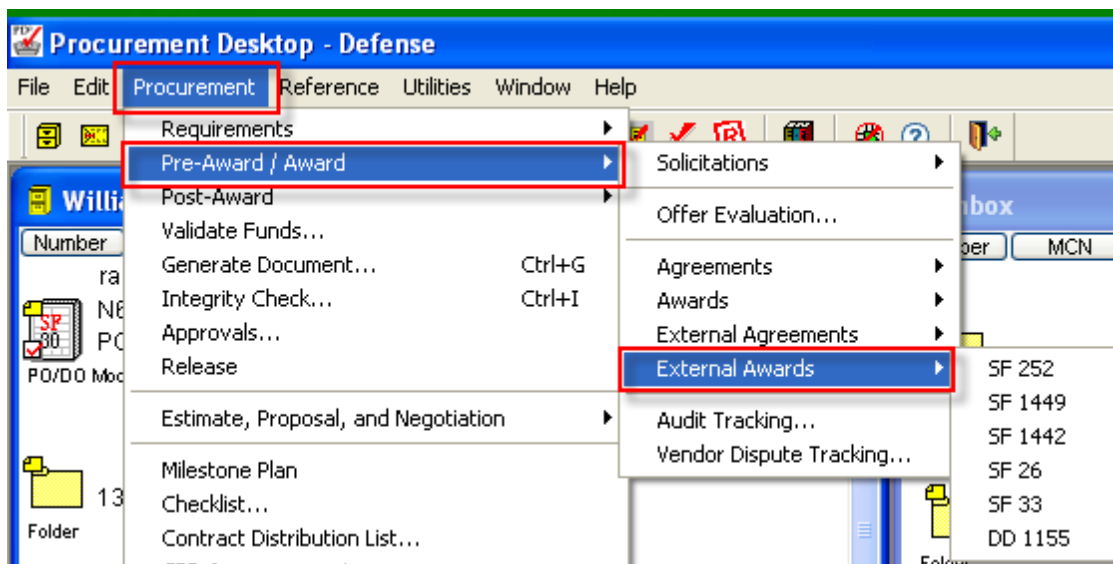 Procurement Desktop - Defense
File Edit Procurement Reference Utilities Window Help
Requirements
Pre-Award / Award
Post-Award
Validate Funds...
Generate Document... Ctrl+G
Integrity Check... Ctrl+I
Approvals...
Release
Estimate, Proposal, and Negotiation
Milestone Plan
Checklist...
Contract Distribution List...
Solicitations
Offer Evaluation...
Agreements
Awards
External Agreements
External Awards
Audit Tracking...
Vendor Dispute Tracking...
SF 252
SF 1449
SF 1442
SF 26
SF 33
DD 1155
Number
SF
30
PO/DO
13
Folder
MCN